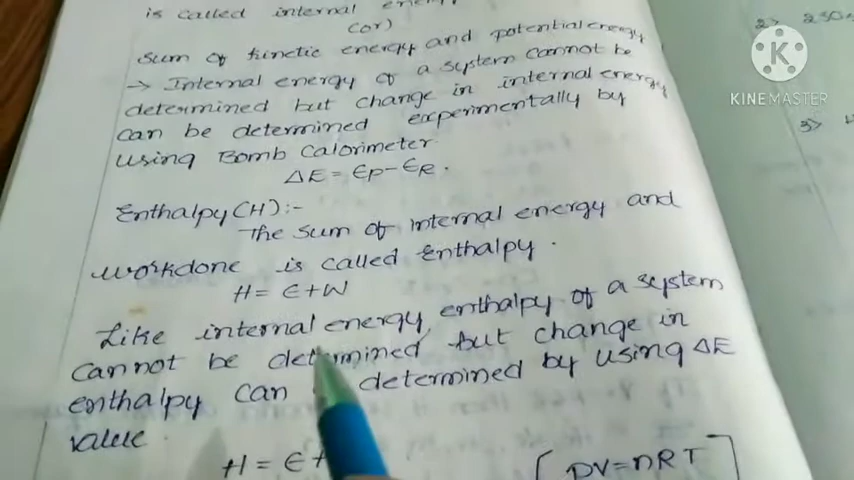 is called internal energy
(or)
Sum of kinetic energy and potential energy
→ Internal energy of a system cannot be
determined but change in internal energy
can be determined experimentally by
using Bomb Calorimeter.
ΔE = EP - ER.
Enthalpy(H):-
The sum of internal energy and
workdone is called Enthalpy.
H = E+W
Like internal energy, enthalpy of a system
cannot be determined but change in
enthalpy can determined by using ΔE
value.
H = E+
[PV=nRT]
2>
3>
K
KINEMASTER